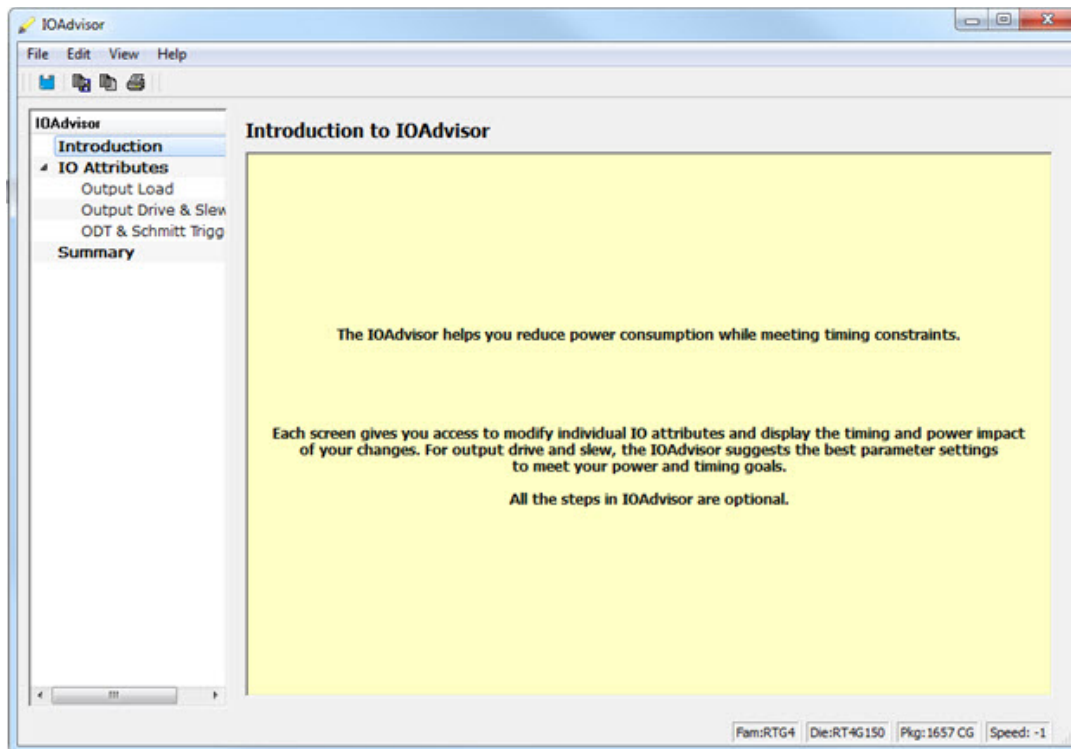 IOAdvisor
File Edit View Help
IOAdvisor
Introduction
IO Attributes
Output Load
Output Drive & Slew
ODT & Schmitt Trigg
Summary
Introduction to IOAdvisor
The IOAdvisor helps you reduce power consumption while meeting timing constraints.
Each screen gives you access to modify individual IO attributes and display the timing and power impact
of your changes. For output drive and slew, the IOAdvisor suggests the best parameter settings
to meet your power and timing goals.
All the steps in IOAdvisor are optional.
Fam:RTG4 Die:RT4G150 Pkg:1657 CG Speed: -1